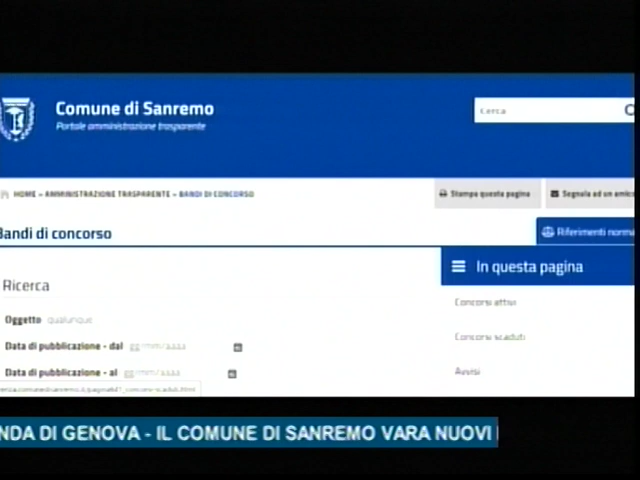 Comune di Sanremo
Portale amministrazione trasparente
Cerca
HOME » AMMINISTRAZIONE TRASPARENTE » BANDI DI CONCORSO
Stampa questa pagina
Segnala ad un amico
Bandi di concorso
Riferimenti norma
In questa pagina
Ricerca
Concorsi attivi
Oggetto qualunque
Concorsi scaduti
Data di pubblicazione - dal gg/mm/aaaa
Avvisi
Data di pubblicazione - al gg/mm/aaaa
NDA DI GENOVA - IL COMUNE DI SANREMO VARA NUOVI